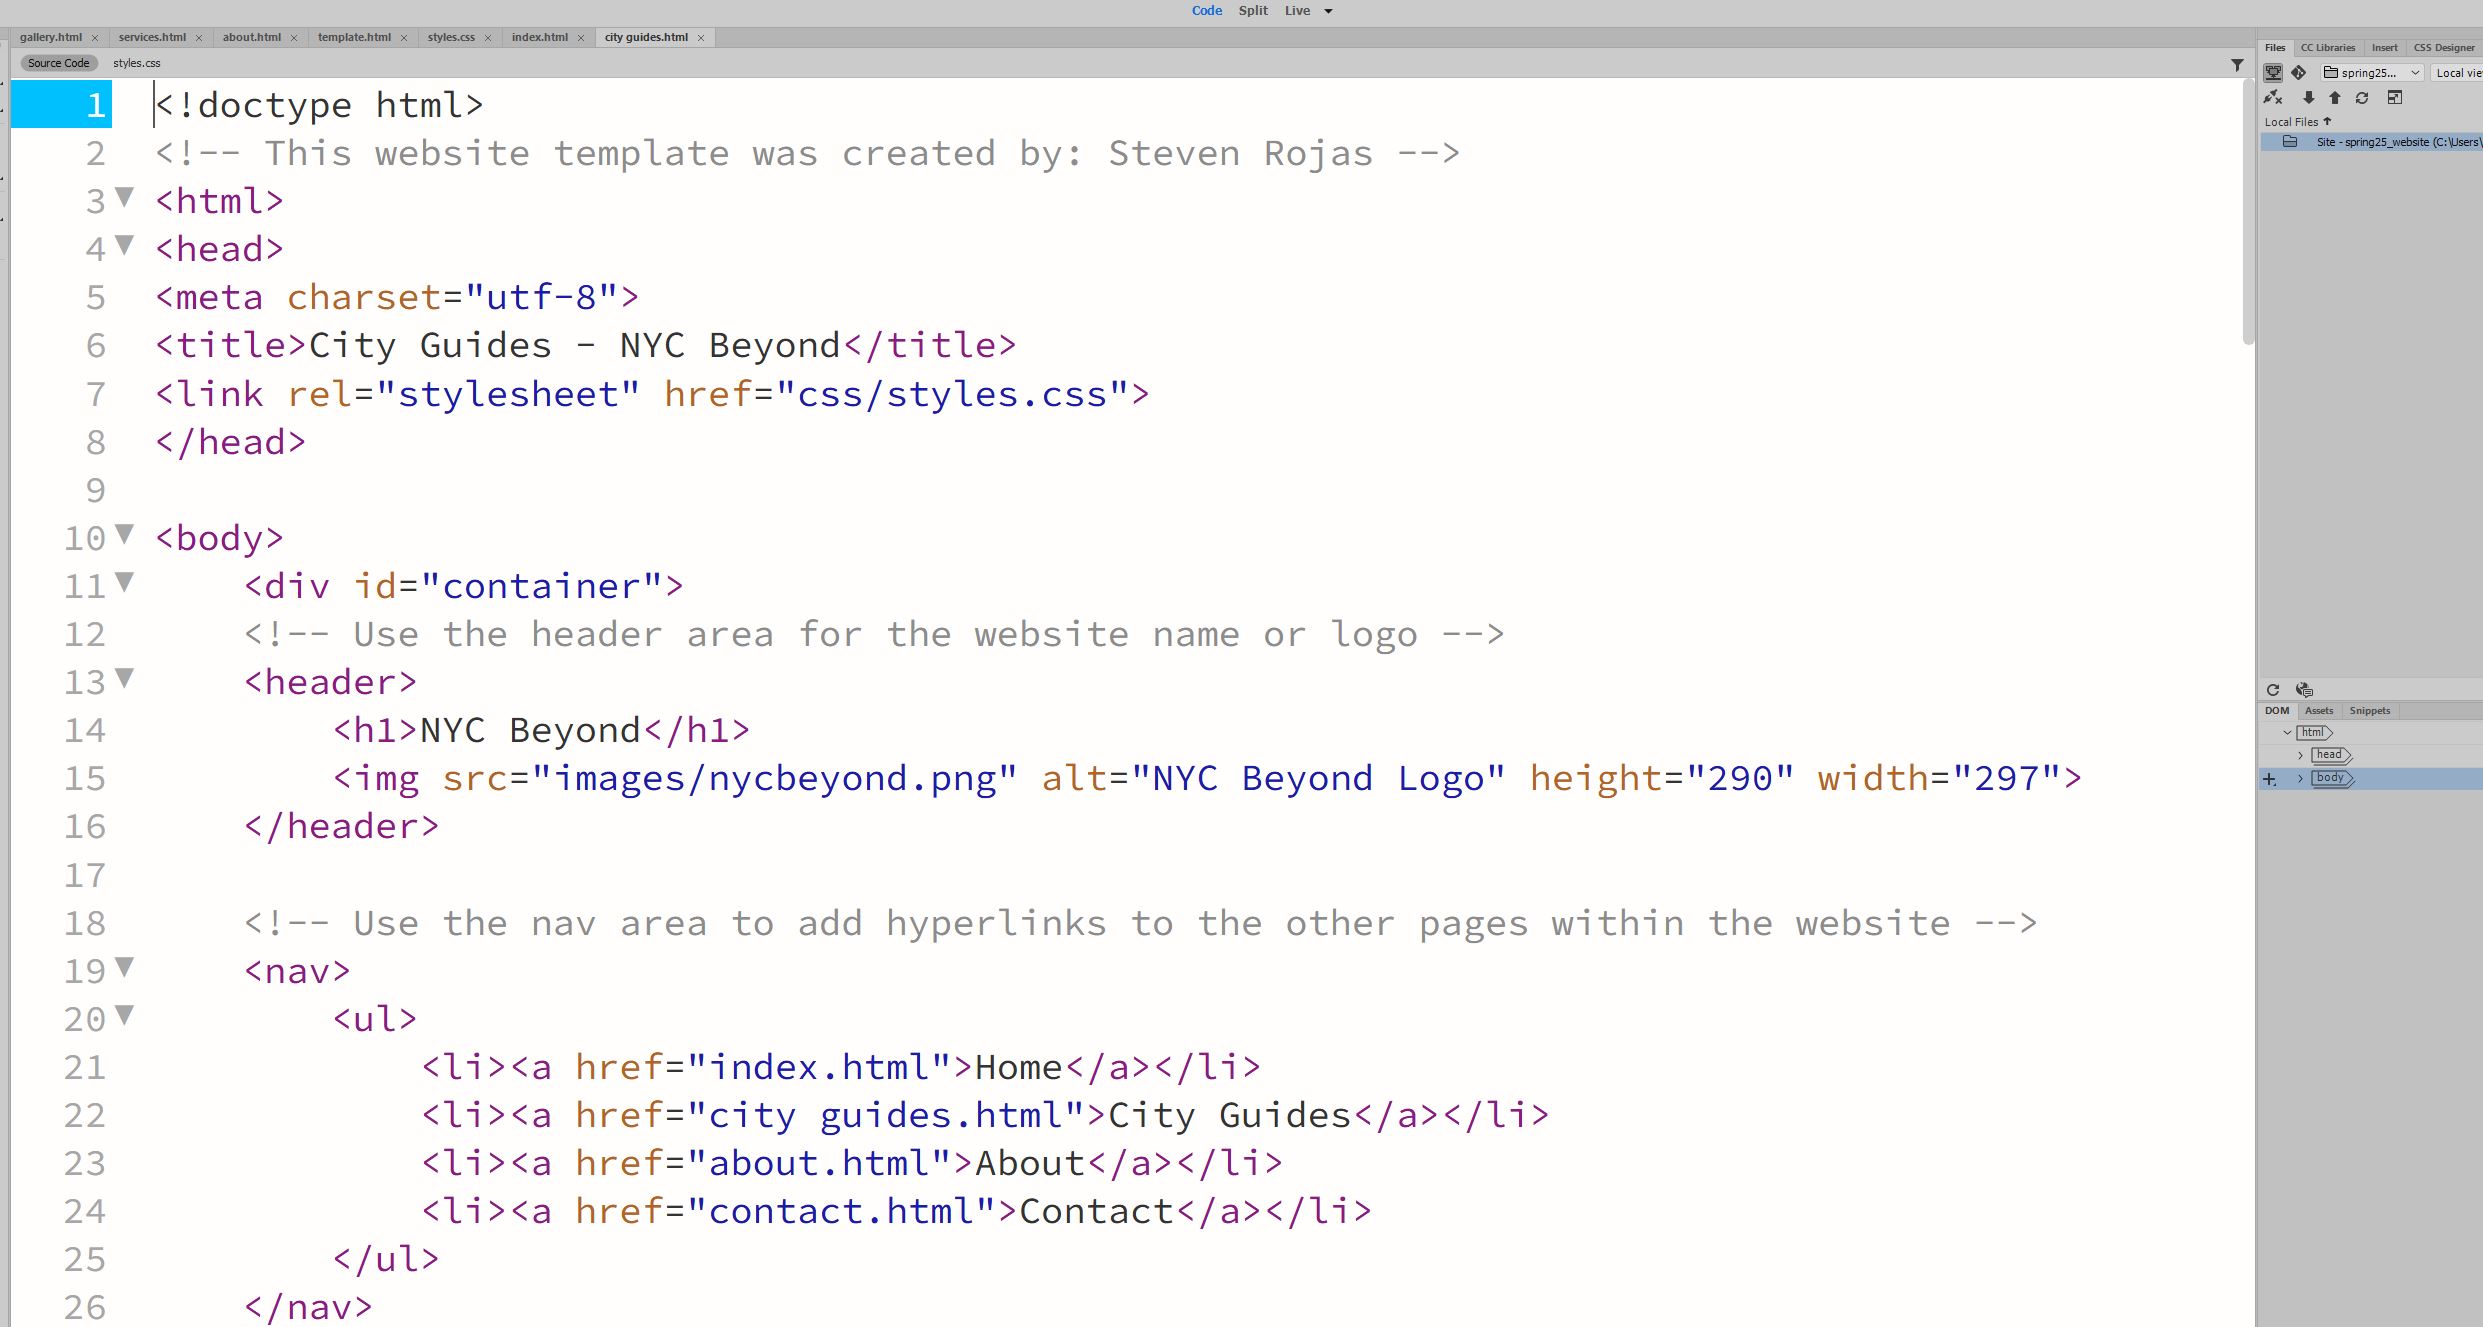 Code Split Live
gallery.html × services.html × about.html × template.html × styles.css × index.html × city guides.html ×
Source Code styles.css
Files CC Libraries Insert CSS Designer
spring25... Local vie
Local Files
Site - spring25_website (C:\Users\
1 <!doctype html>
2 <!-- This website template was created by: Steven Rojas -->
3 <html>
4 <head>
5 <meta charset="utf-8">
6 <title>City Guides - NYC Beyond</title>
7 <link rel="stylesheet" href="css/styles.css">
8 </head>
9
10 <body>
11 <div id="container">
12 <!-- Use the header area for the website name or logo -->
13 <header>
14 <h1>NYC Beyond</h1>
15 <img src="images/nycbeyond.png" alt="NYC Beyond Logo" height="290" width="297">
16 </header>
17
18 <!-- Use the nav area to add hyperlinks to the other pages within the website -->
19 <nav>
20 <ul>
21 <li><a href="index.html">Home</a></li>
22 <li><a href="city guides.html">City Guides</a></li>
23 <li><a href="about.html">About</a></li>
24 <li><a href="contact.html">Contact</a></li>
25 </ul>
26 </nav>
DOM Assets Snippets
html
head
body